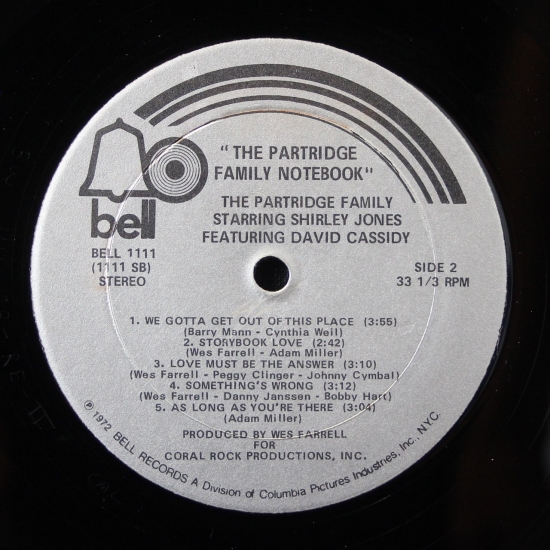 "THE PARTRIDGE
FAMILY NOTEBOOK"
THE PARTRIDGE FAMILY
STARRING SHIRLEY JONES
FEATURING DAVID CASSIDY
bell
BELL 1111
(1111 SB)
STEREO
SIDE 2
33 1/3 RPM
1. WE GOTTA GET OUT OF THIS PLACE (3:55)
(Barry Mann - Cynthia Weil)
2. STORYBOOK LOVE (2:42)
(Wes Farrell - Adam Miller)
3. LOVE MUST BE THE ANSWER (3:10)
(Wes Farrell - Peggy Clinger - Johnny Cymbal)
4. SOMETHING'S WRONG (3:12)
(Wes Farrell - Danny Janssen - Bobby Hart)
5. AS LONG AS YOU'RE THERE (3:04)
(Adam Miller)
PRODUCED BY WES FARRELL
FOR
CORAL ROCK PRODUCTIONS, INC.
℗ 1972 BELL RECORDS A Division of Columbia Pictures Industries, Inc., N.Y.C.